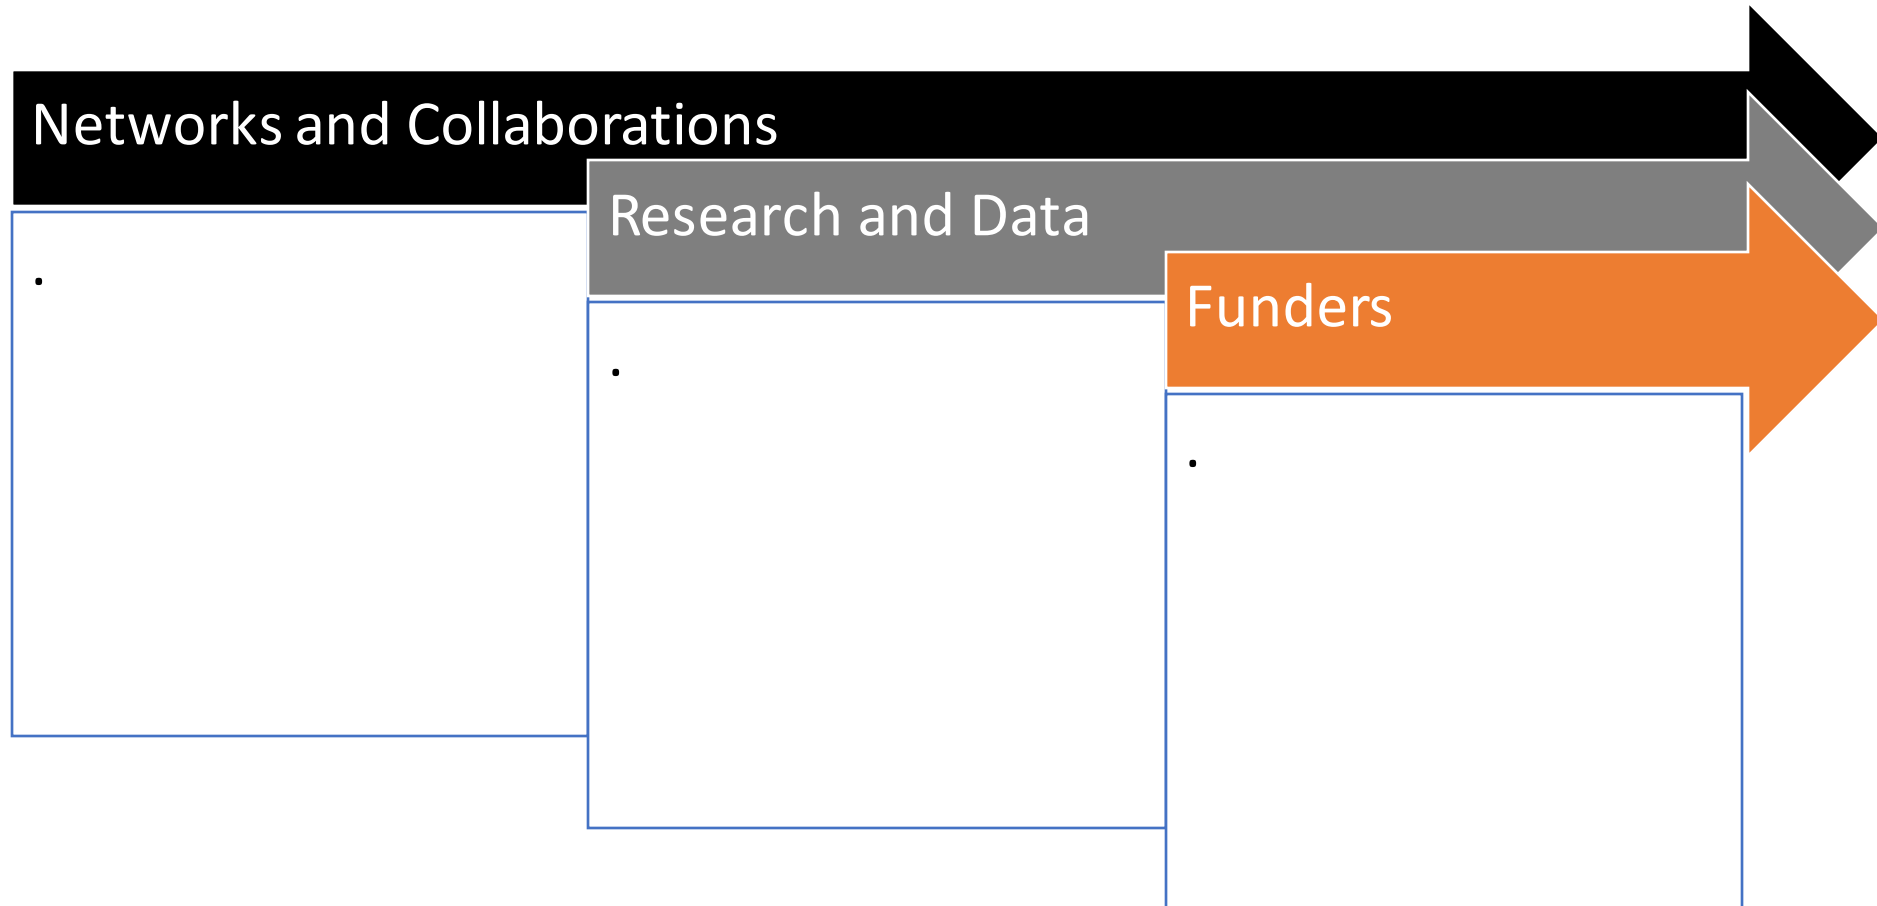 Networks and Collaborations
.
Research and Data
.
Funders
.